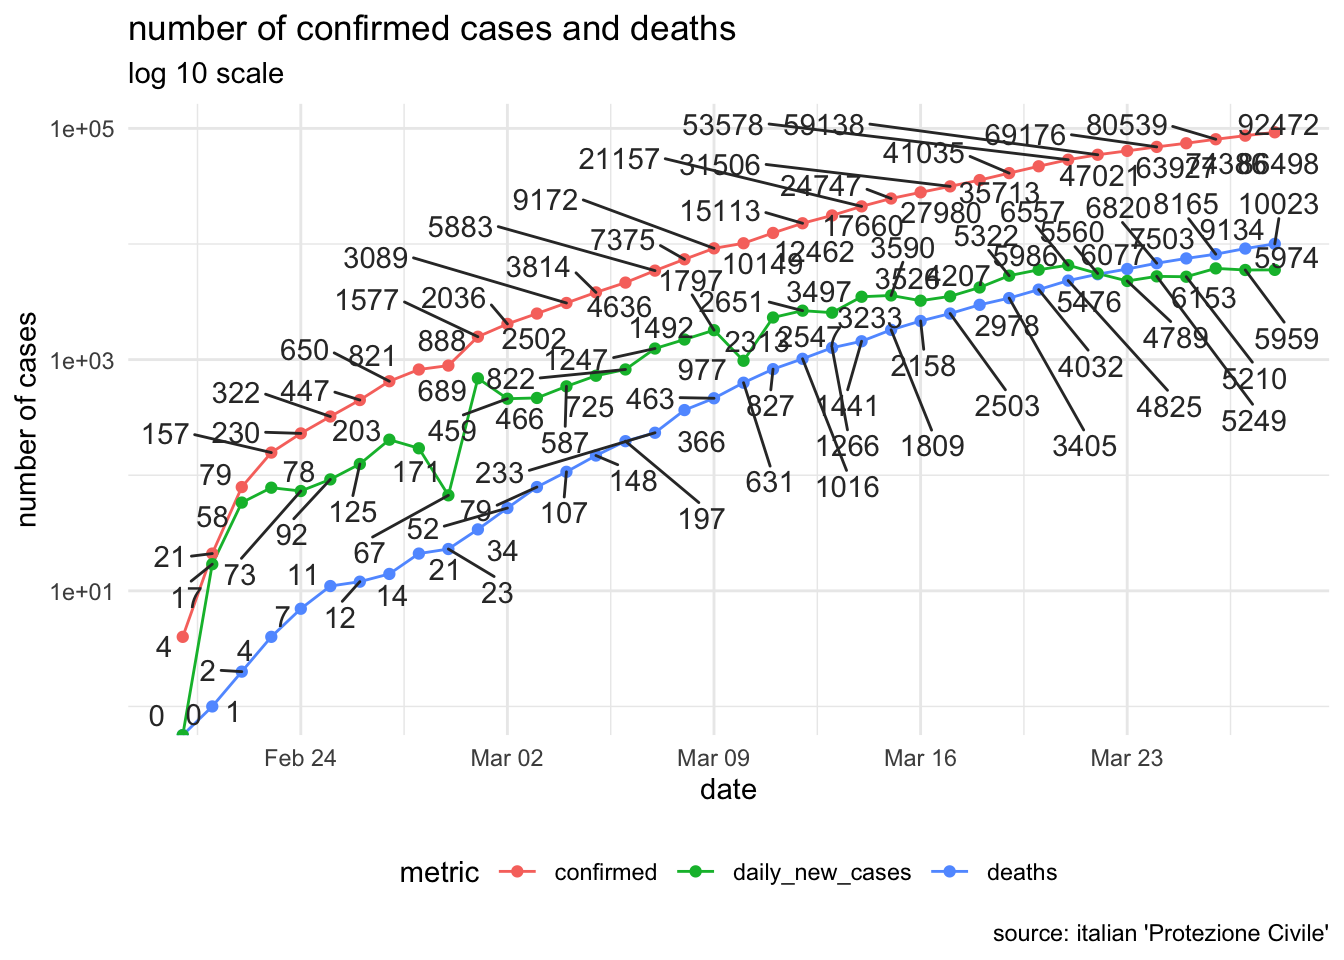 number of confirmed cases and deaths
log 10 scale
number of cases
1e+05
1e+03
1e+01
53578 59138 69176 80539 92472
21157 31506 41035 24747 47021 63927 74386 86498
9172 15113 17660 27980 35713 6557 6820 8165 10023
5883 7375 12462 3590 5322 5560 7503 9134
3089 3814 1797 10149 3526 4207 5986 6077 5974
1577 2036 4636 2651 3497 5476 6153
650 821 888 2502 1492 2313 2547 3233 2978 4789 5959
322 447 689 822 1247 977 2158 4032 5210
157 230 203 459 466 725 463 827 1441 2503 4825 5249
79 78 171 587 366 1266 1809 3405
58 92 125 233 148 631 1016
21 73 67 52 79 107 197
17 11 21 34
4 7 12 14 23
2 4
0 0 1
Feb 24 Mar 02 Mar 09 Mar 16 Mar 23
date
metric confirmed daily_new_cases deaths
source: italian 'Protezione Civile'